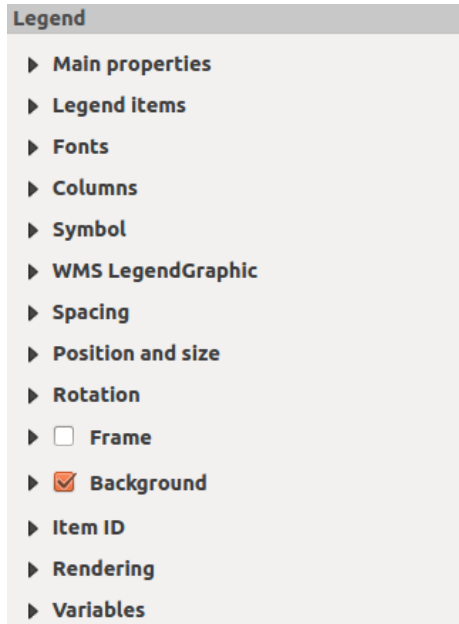 Legend
Main properties
Legend items
Fonts
Columns
Symbol
WMS LegendGraphic
Spacing
Position and size
Rotation
Frame
Background
Item ID
Rendering
Variables